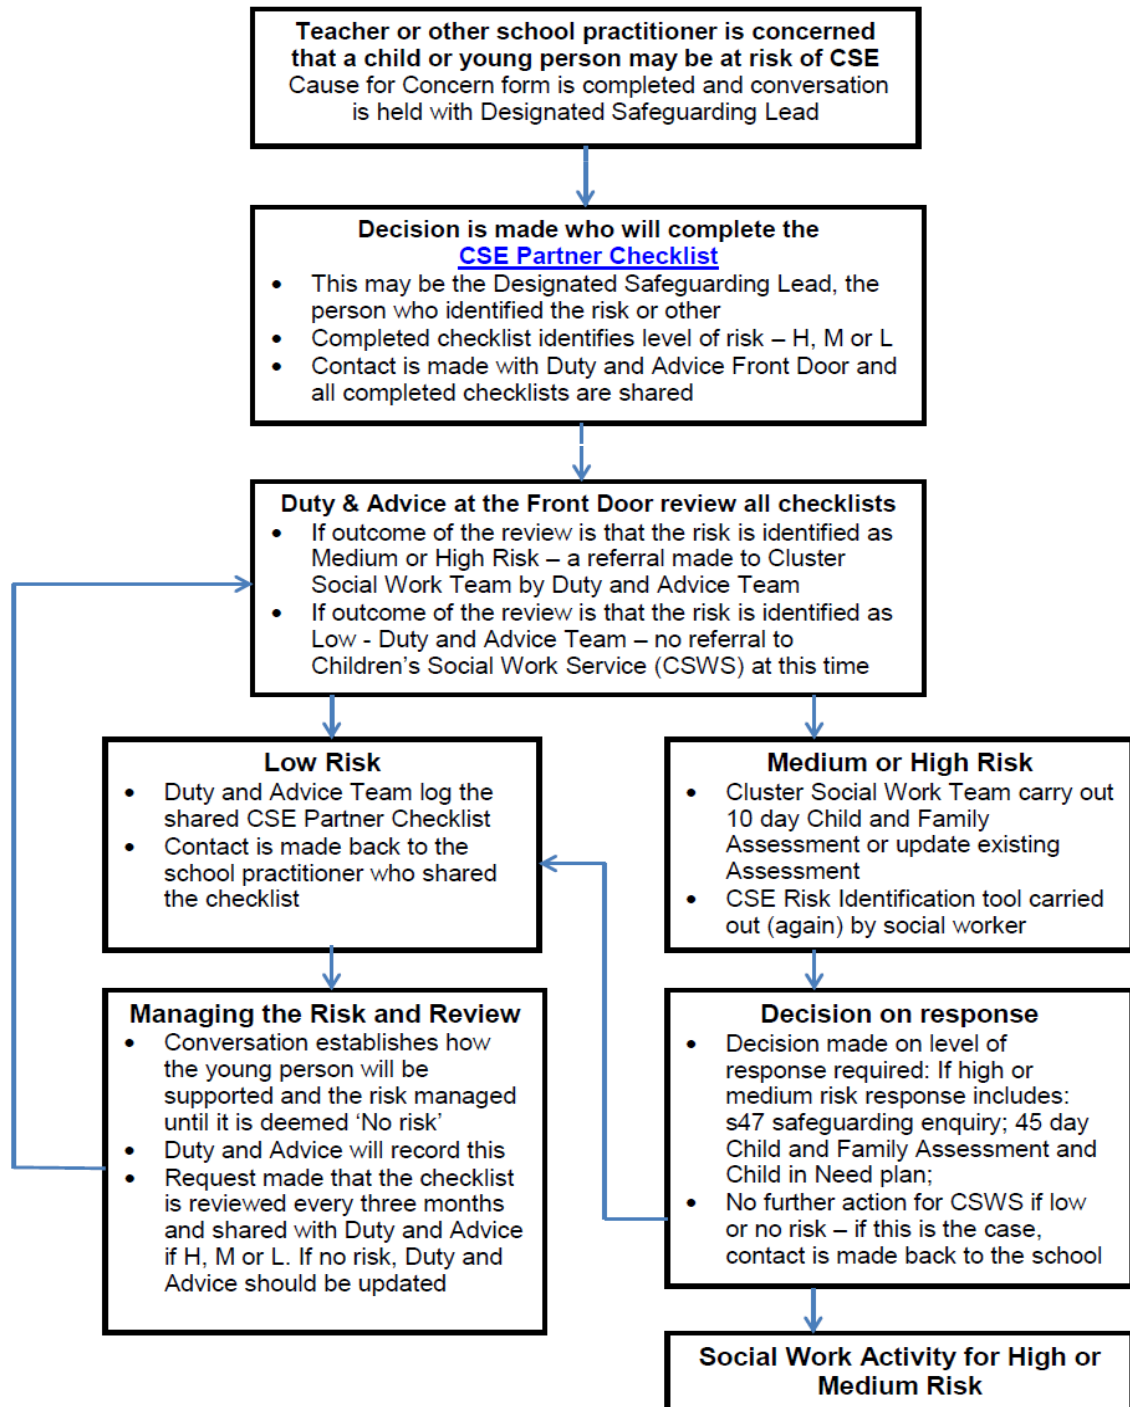 Teacher or other school practitioner is concerned
that a child or young person may be at risk of CSE
Cause for Concern form is completed and conversation
is held with Designated Safeguarding Lead
Decision is made who will complete the
CSE Partner Checklist
• This may be the Designated Safeguarding Lead, the
person who identified the risk or other
• Completed checklist identifies level of risk – H, M or L
• Contact is made with Duty and Advice Front Door and
all completed checklists are shared
Duty & Advice at the Front Door review all checklists
• If outcome of the review is that the risk is identified as
Medium or High Risk – a referral made to Cluster
Social Work Team by Duty and Advice Team
• If outcome of the review is that the risk is identified as
Low - Duty and Advice Team – no referral to
Children's Social Work Service (CSWS) at this time
Low Risk
• Duty and Advice Team log the
shared CSE Partner Checklist
• Contact is made back to the
school practitioner who shared
the checklist
Medium or High Risk
• Cluster Social Work Team carry out
10 day Child and Family
Assessment or update existing
Assessment
• CSE Risk Identification tool carried
out (again) by social worker
Managing the Risk and Review
• Conversation establishes how
the young person will be
supported and the risk managed
until it is deemed 'No risk'
• Duty and Advice will record this
• Request made that the checklist
is reviewed every three months
and shared with Duty and Advice
if H, M or L. If no risk, Duty and
Advice should be updated
Decision on response
• Decision made on level of
response required: If high or
medium risk response includes:
s47 safeguarding enquiry; 45 day
Child and Family Assessment and
Child in Need plan;
• No further action for CSWS if low
or no risk – if this is the case,
contact is made back to the school
Social Work Activity for High or
Medium Risk